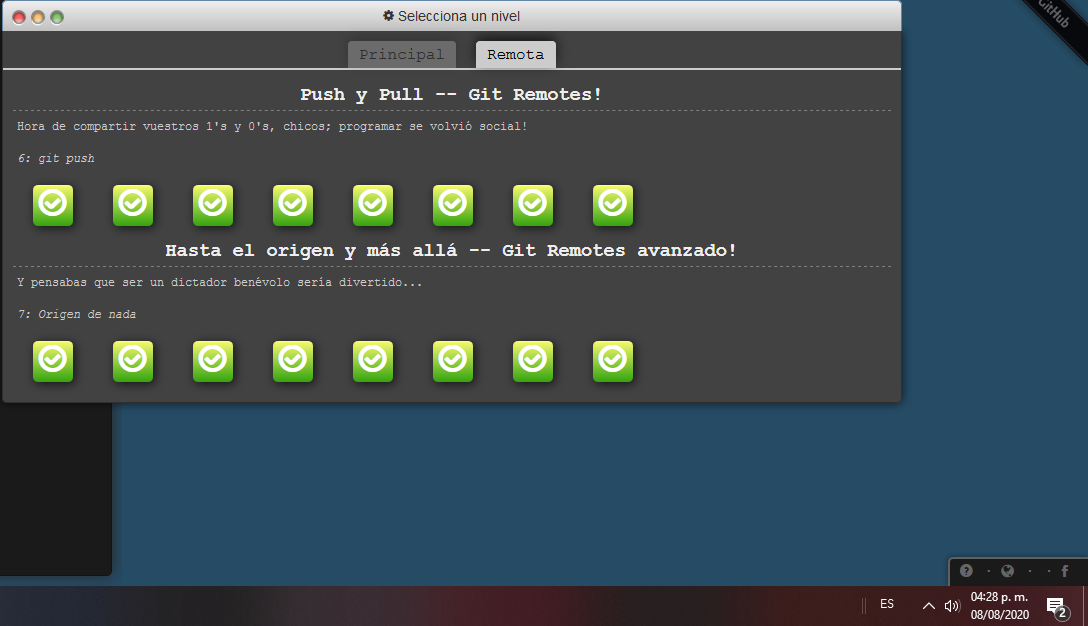 Selecciona un nivel
GitHub
Principal
Remota
Push y Pull -- Git Remotes!
Hora de compartir vuestros 1's y 0's, chicos; programar se volvió social!
6: git push
Hasta el origen y más allá -- Git Remotes avanzado!
Y pensabas que ser un dictador benévolo sería divertido...
7: Origen de nada
ES
04:28 p. m.
08/08/2020
2